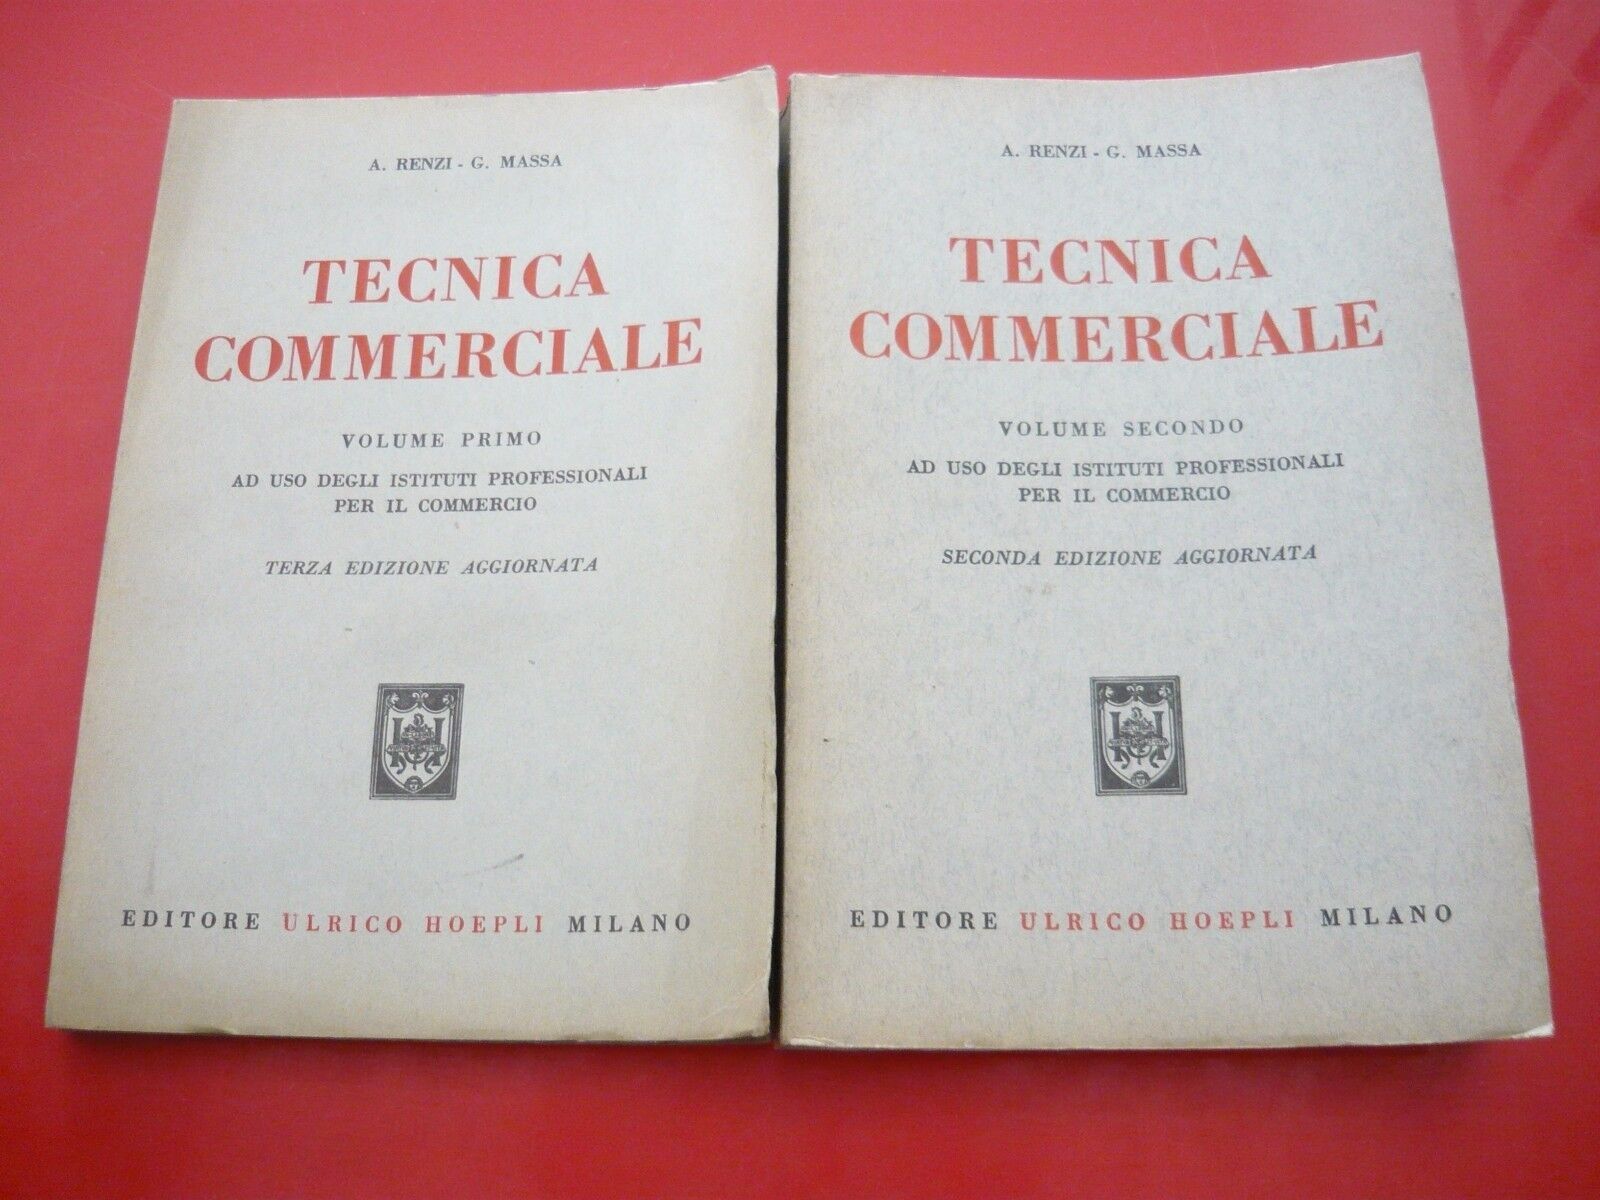 A. RENZI - G. MASSA
TECNICA
COMMERCIALE
VOLUME PRIMO
AD USO DEGLI ISTITUTI PROFESSIONALI
PER IL COMMERCIO
TERZA EDIZIONE AGGIORNATA
EDITORE ULRICO HOEPLI MILANO
A. RENZI - G. MASSA
TECNICA
COMMERCIALE
VOLUME SECONDO
AD USO DEGLI ISTITUTI PROFESSIONALI
PER IL COMMERCIO
SECONDA EDIZIONE AGGIORNATA
EDITORE ULRICO HOEPLI MILANO